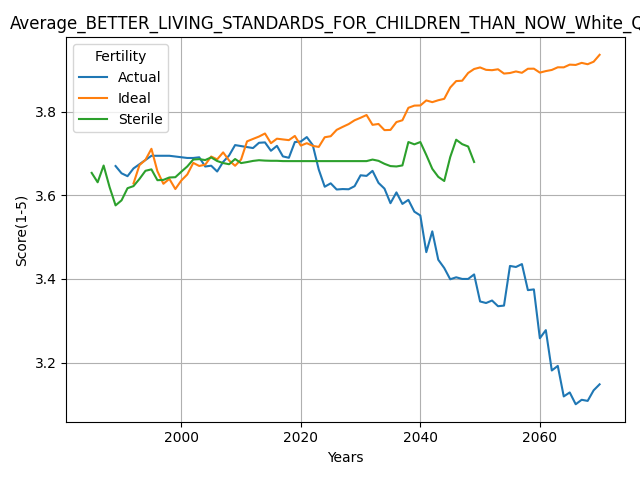 Average_BETTER_LIVING_STANDARDS_FOR_CHILDREN_THAN_NOW_White_Q
Fertility
Actual
Ideal
Sterile
3.8
3.6
3.4
3.2
Score(1-5)
2000 2020 2040 2060
Years